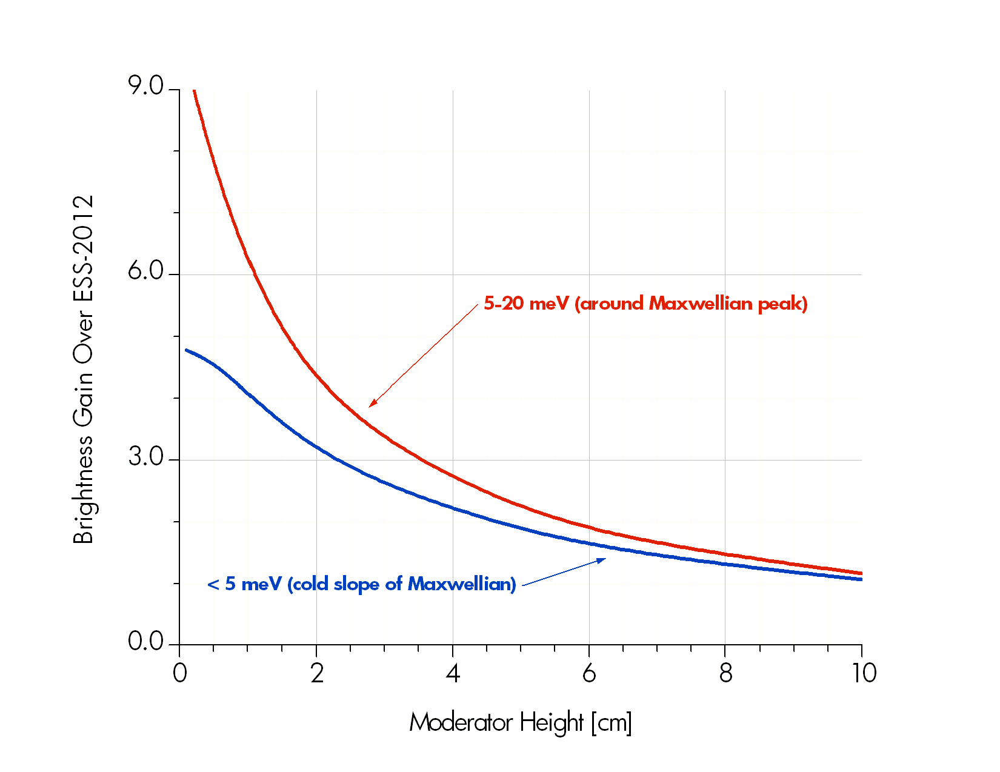 9.0
6.0
3.0
0.0
Brightness Gain Over ESS-2012
5-20 meV (around Maxwellian peak)
< 5 meV (cold slope of Maxwellian)
0 2 4 6 8 10
Moderator Height [cm]